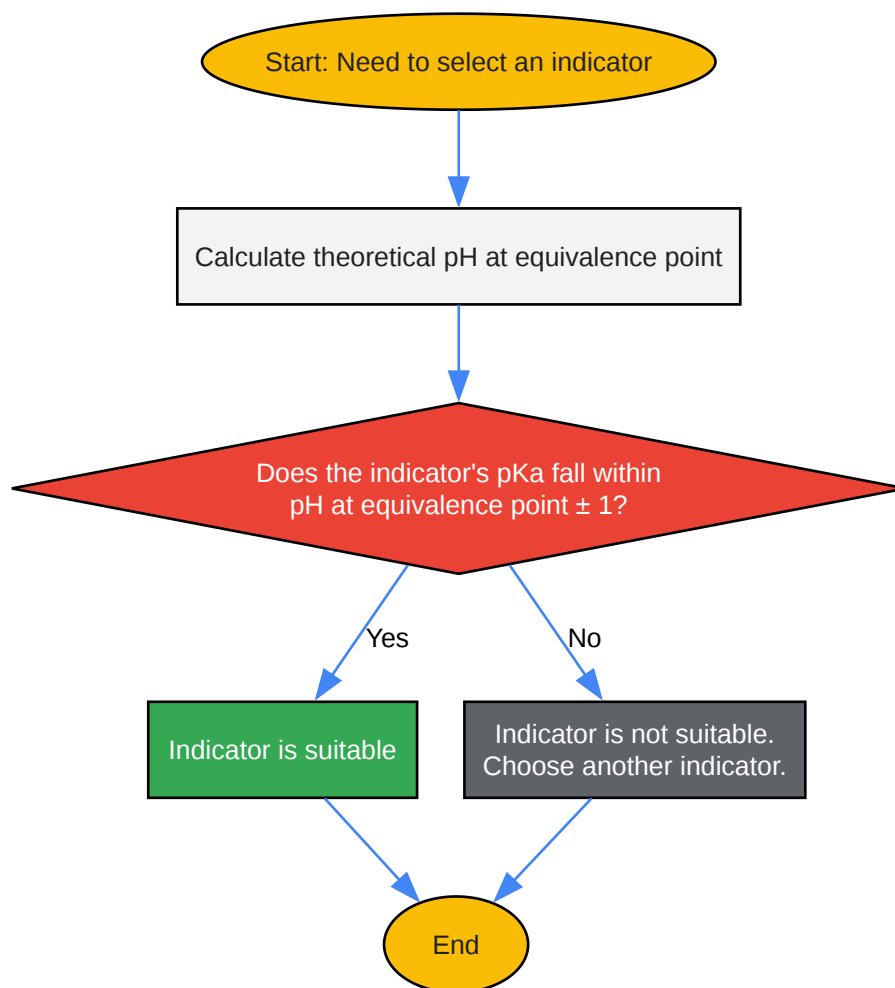 Start: Need to select an indicator
Calculate theoretical pH at equivalence point
Does the indicator's pKa fall within
pH at equivalence point ± 1?
Yes
No
Indicator is suitable
Indicator is not suitable.
Choose another indicator.
End